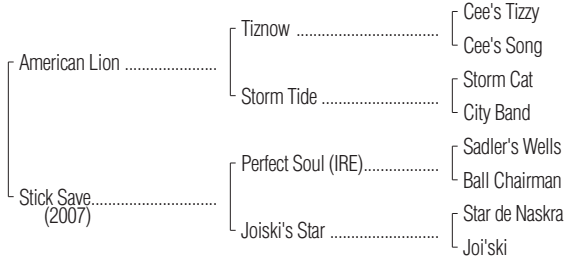 Cee's Tizzy
Tiznow ........................................
Cee's Song
American Lion ..........................
Storm Cat
Storm Tide .................................
City Band
Sadler's Wells
Perfect Soul (IRE).....................
Ball Chairman
Stick Save...................................
(2007)
Star de Naskra
Joiski's Star ..............................
Joi'ski